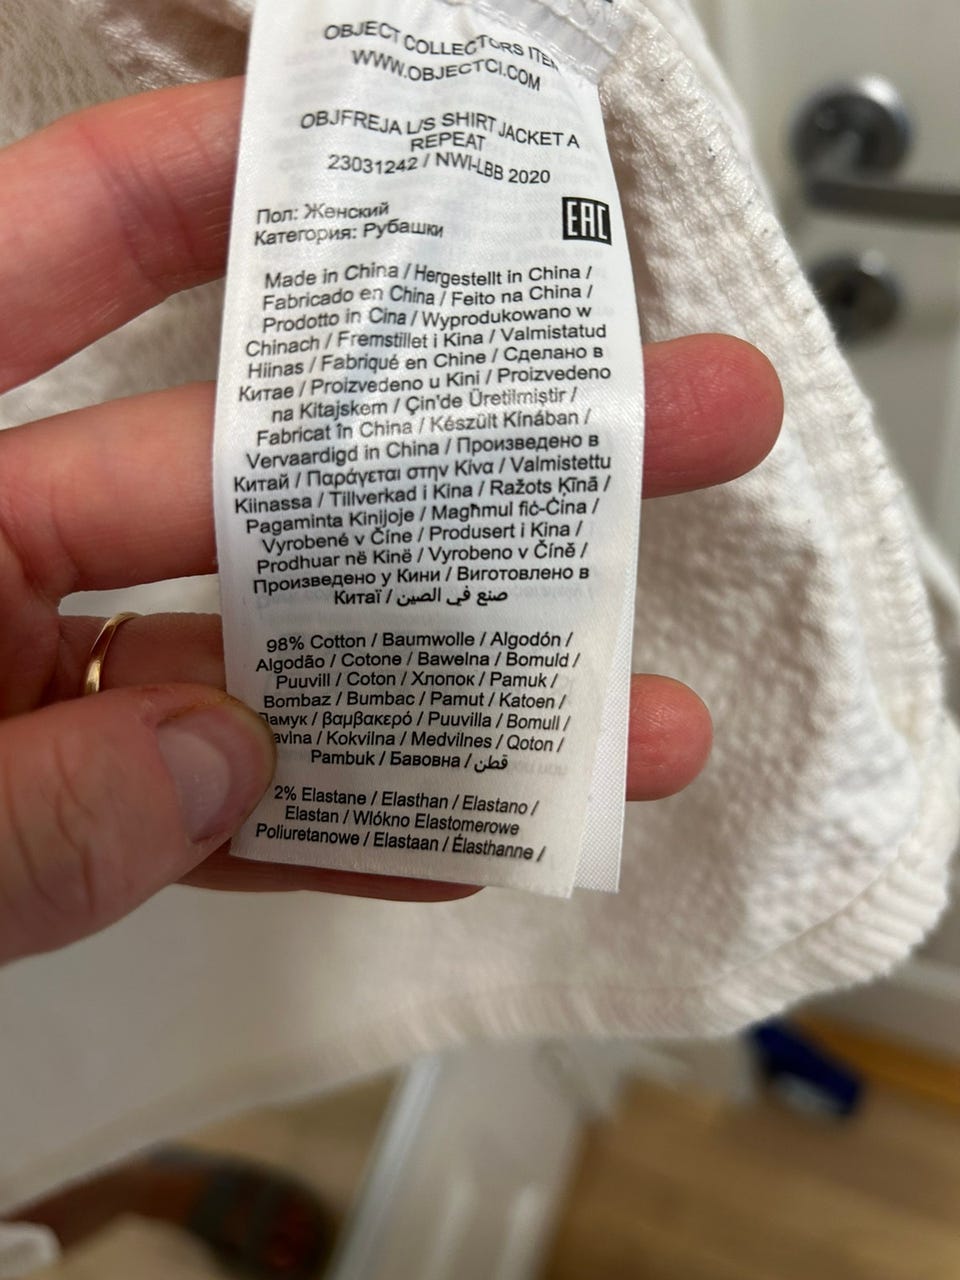 OBJECT COLLECTORS ITEM
WWW.OBJECTCI.COM
OBJFREJA L/S SHIRT JACKET A
REPEAT
23031242 / NWI-LBB 2020
Пол: Женский
Категория: Рубашки
EAC
Made in China / Hergestellt in China /
Fabricado en China / Feito na China /
Prodotto in Cina / Wyprodukowano w
Chinach / Fremstillet i Kina / Valmistatud
Hiinas / Fabriqué en Chine / Сделано в
Китае / Proizvedeno u Kini / Proizvedeno
na Kitajskem / Çin'de Üretilmiştir /
Fabricat în China / Készült Kínában /
Vervaardigd in China / Произведено в
Китай / Παράγεται στην Κίνα / Valmistettu
Kiinassa / Tillverkad i Kina / Ražots Ķīnā /
Pagaminta Kinijoje / Magħmul fiċ-Ċina /
Vyrobené v Číne / Produsert i Kina /
Prodhuar në Kinë / Vyrobeno v Číně /
Произведено у Кини / Виготовлено в
Китаї / صنع في الصين
98% Cotton / Baumwolle / Algodón /
Algodão / Cotone / Bawełna / Bomuld /
Puuvill / Coton / Хлопок / Pamuk /
Bombaz / Bumbac / Pamut / Katoen /
Памук / βαμβακερό / Puuvilla / Bomull /
avlna / Kokvilna / Medvilnes / Qoton /
Pambuk / Бавовна / قطن
2% Elastane / Elasthan / Elastano /
Elastan / Włókno Elastomerowe
Poliuretanowe / Elastaan / Élasthanne /